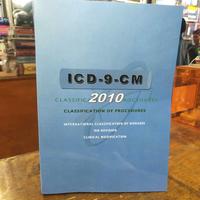 ICD-9-CM
2010
CLASSIFICATION OF PROCEDURES
INTERNATIONAL CLASSIFICATION OF DISEASES
9th REVISION
CLINICAL MODIFICATION